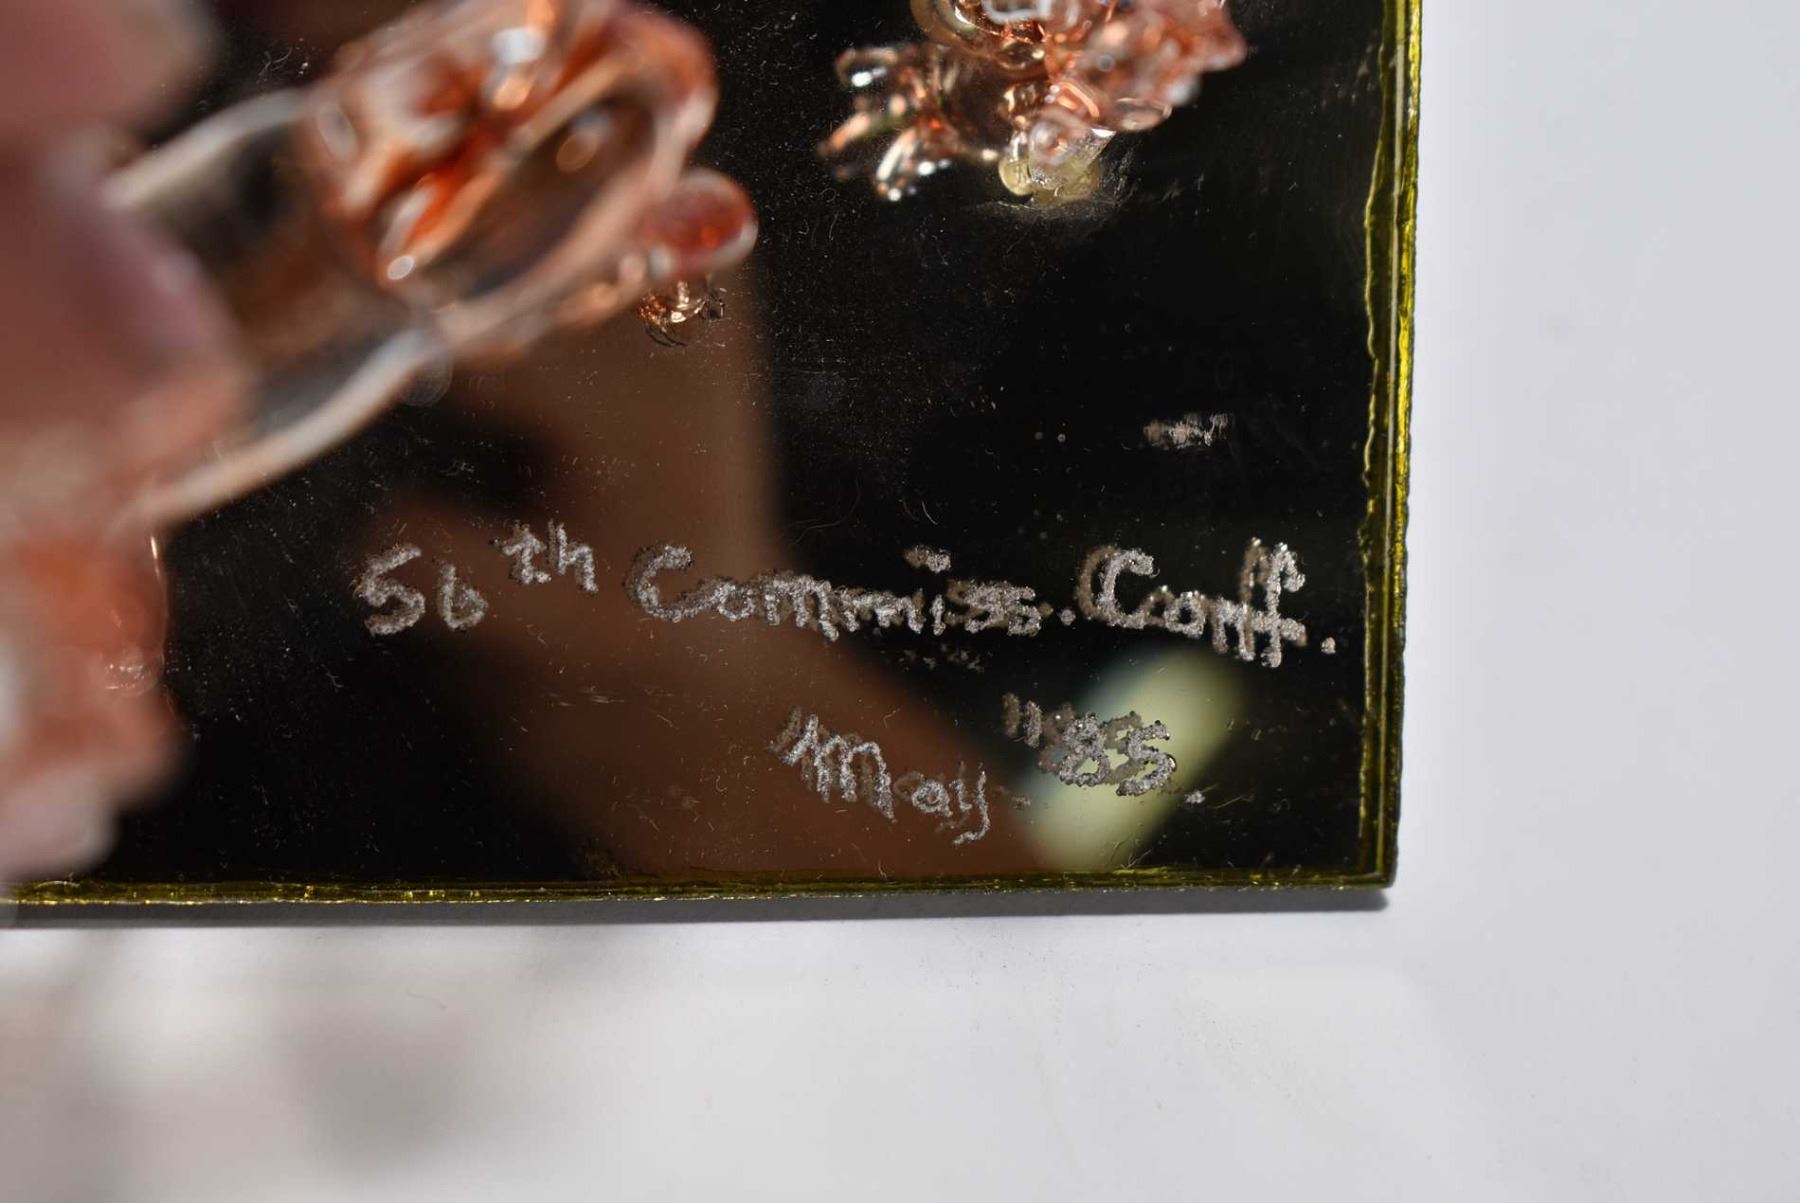 56th Commiss. Conf.
May "85.